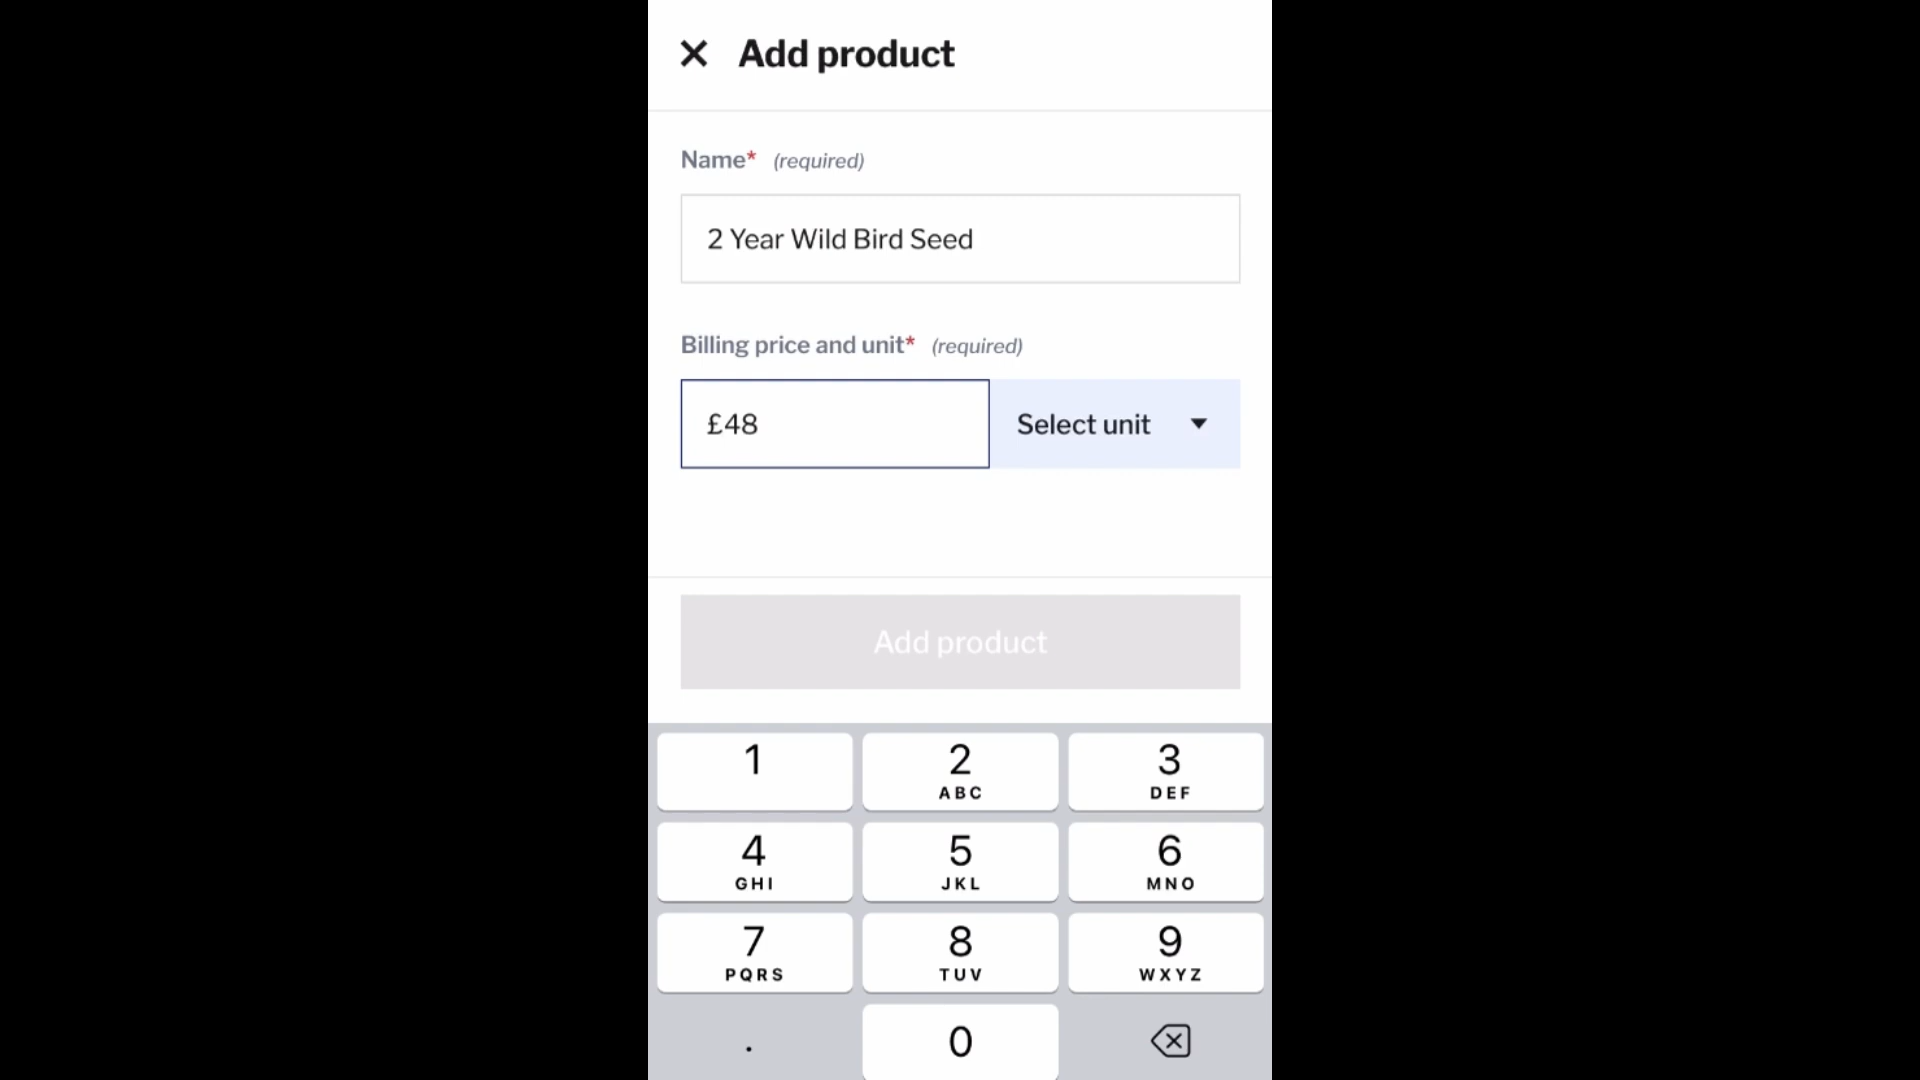 Add product
Name* (required)
2 Year Wild Bird Seed
Billing price and unit* (required)
£48 Select unit
Add product
1 2 3
ABC DEF
4 5 6
GHI JKL MNO
7 8 9
PQRS TUV WXYZ
. 0